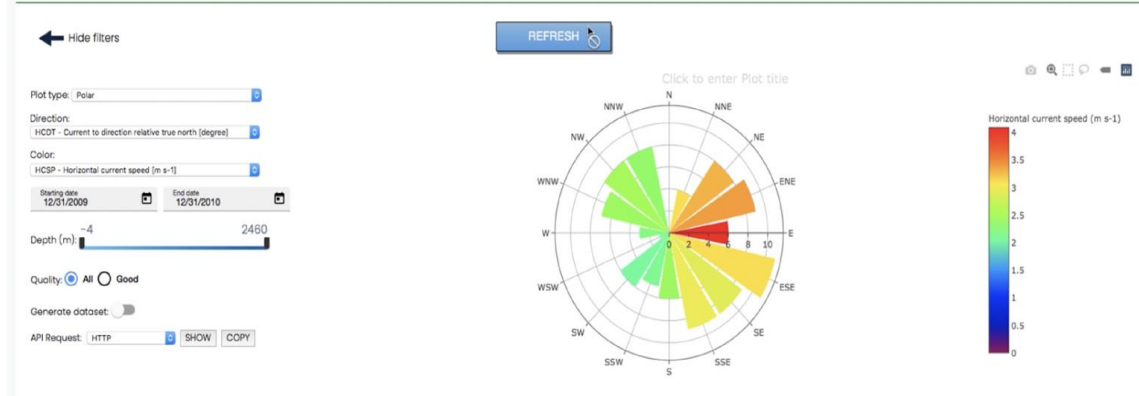 Hide filters
REFRESH
Plot type: Polar
Direction:
HCDT - Current to direction relative true north [degree]
Color:
HCSP - Horizontal current speed [m s-1]
Starting date
12/31/2009
End date
12/31/2010
Depth (m):
-4
2460
Quality: All Good
Generate dataset:
API Request: HTTP SHOW COPY
Click to enter Plot title
N
NNE
NE
ENE
E
ESE
SE
SSE
S
SSW
SW
WSW
W
WNW
NW
NNW
0 2 4 6 8 10
Horizontal current speed (m s-1)
4
3.5
3
2.5
2
1.5
1
0.5
0